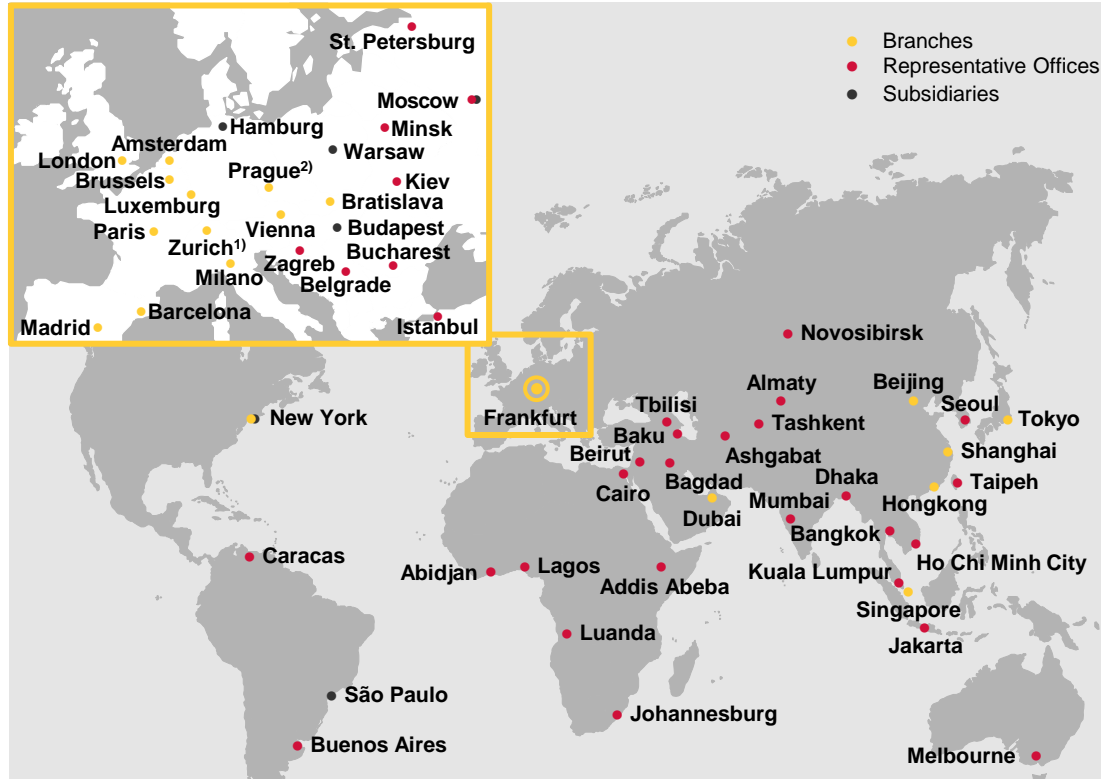 St. Petersburg
Branches
Representative Offices
Subsidiaries
Moscow
Hamburg
Minsk
Amsterdam
Warsaw
London
Prague2)
Brussels
Kiev
Luxemburg
Bratislava
Paris
Vienna
Budapest
Zurich1)
Zagreb
Bucharest
Milano
Belgrade
Barcelona
Madrid
Istanbul
Novosibirsk
Almaty
Beijing
Tbilisi
Seoul
New York
Frankfurt
Tashkent
Tokyo
Baku
Shanghai
Beirut
Ashgabat
Bagdad
Dhaka
Taipeh
Cairo
Mumbai
Hongkong
Dubai
Bangkok
Caracas
Ho Chi Minh City
Abidjan
Lagos
Kuala Lumpur
Addis Abeba
Singapore
Luanda
Jakarta
São Paulo
Johannesburg
Buenos Aires
Melbourne